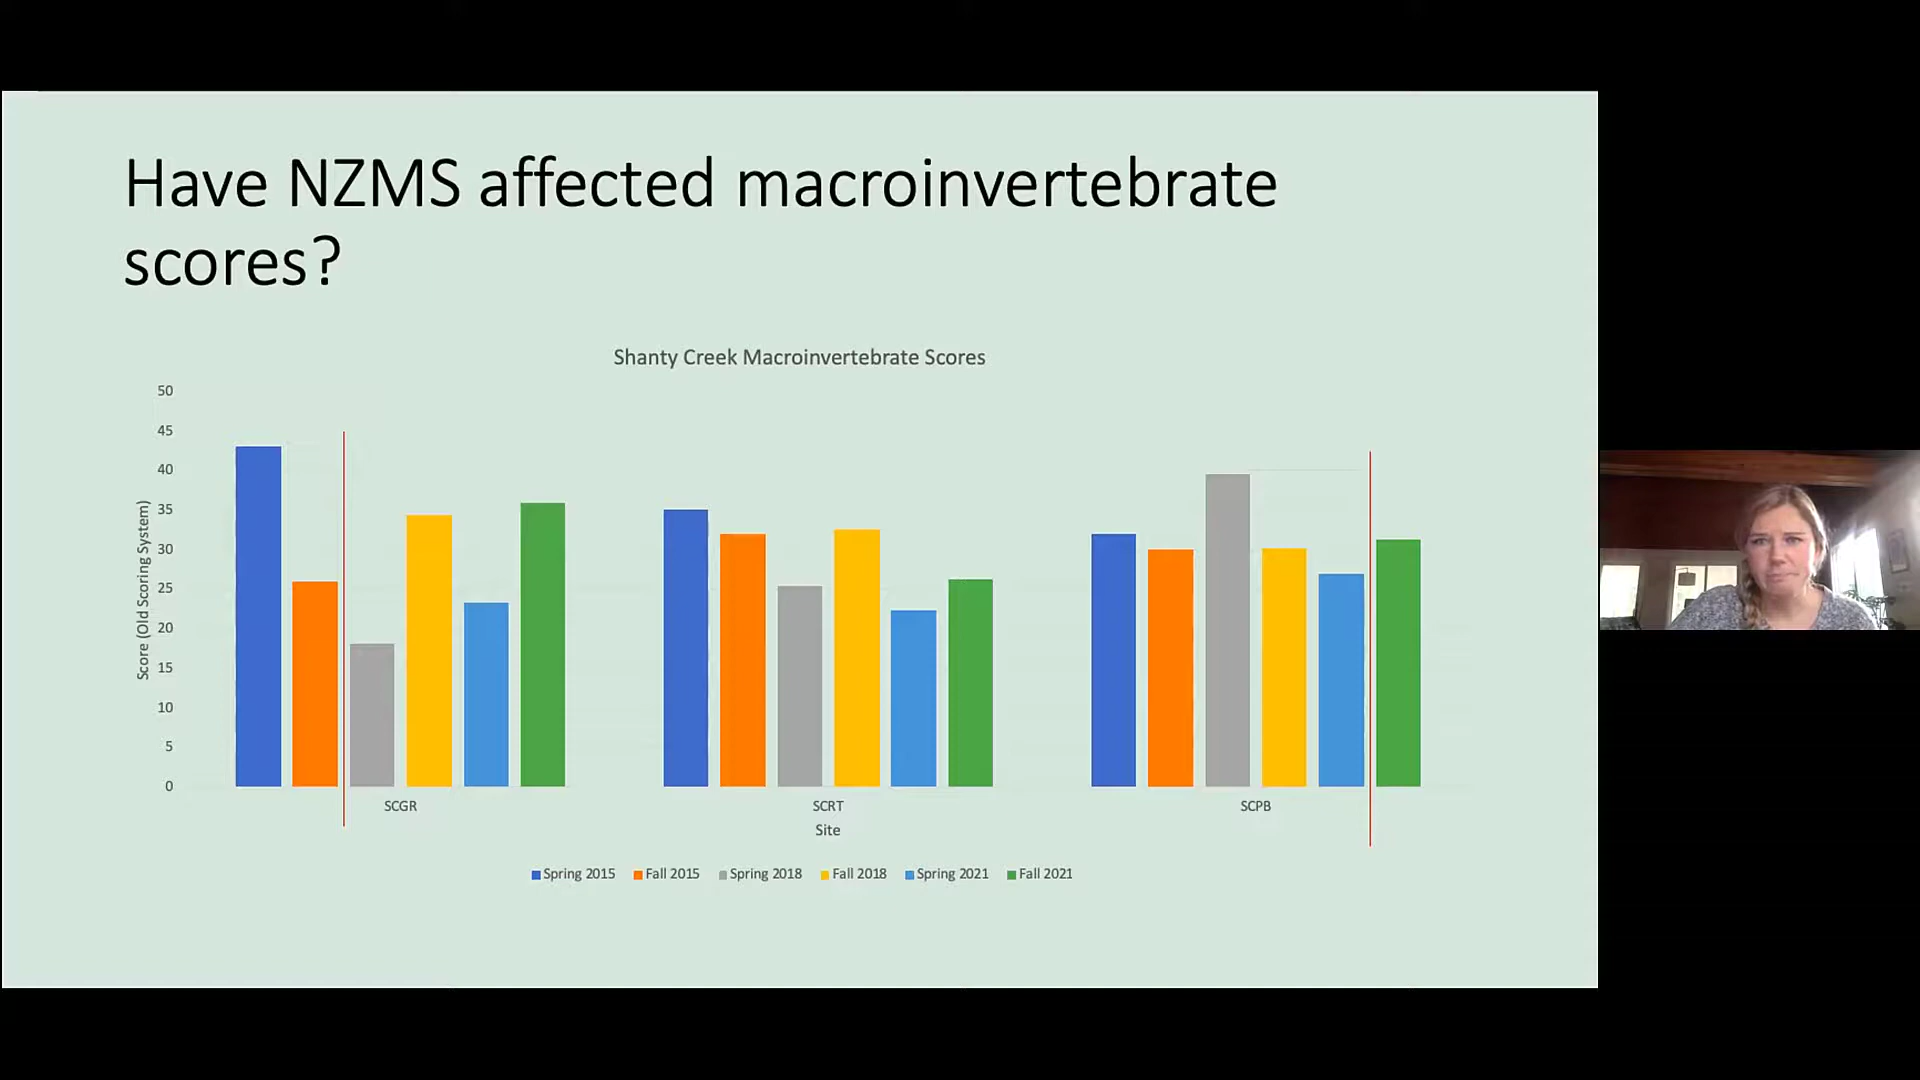 Have NZMS affected macroinvertebrate
scores?
Shanty Creek Macroinvertebrate Scores
50
45
40
35
30
25
20
15
10
5
0
Score (Old Scoring System)
SCGR
SCRT
SCPB
Site
Spring 2015
Fall 2015
Spring 2018
Fall 2018
Spring 2021
Fall 2021